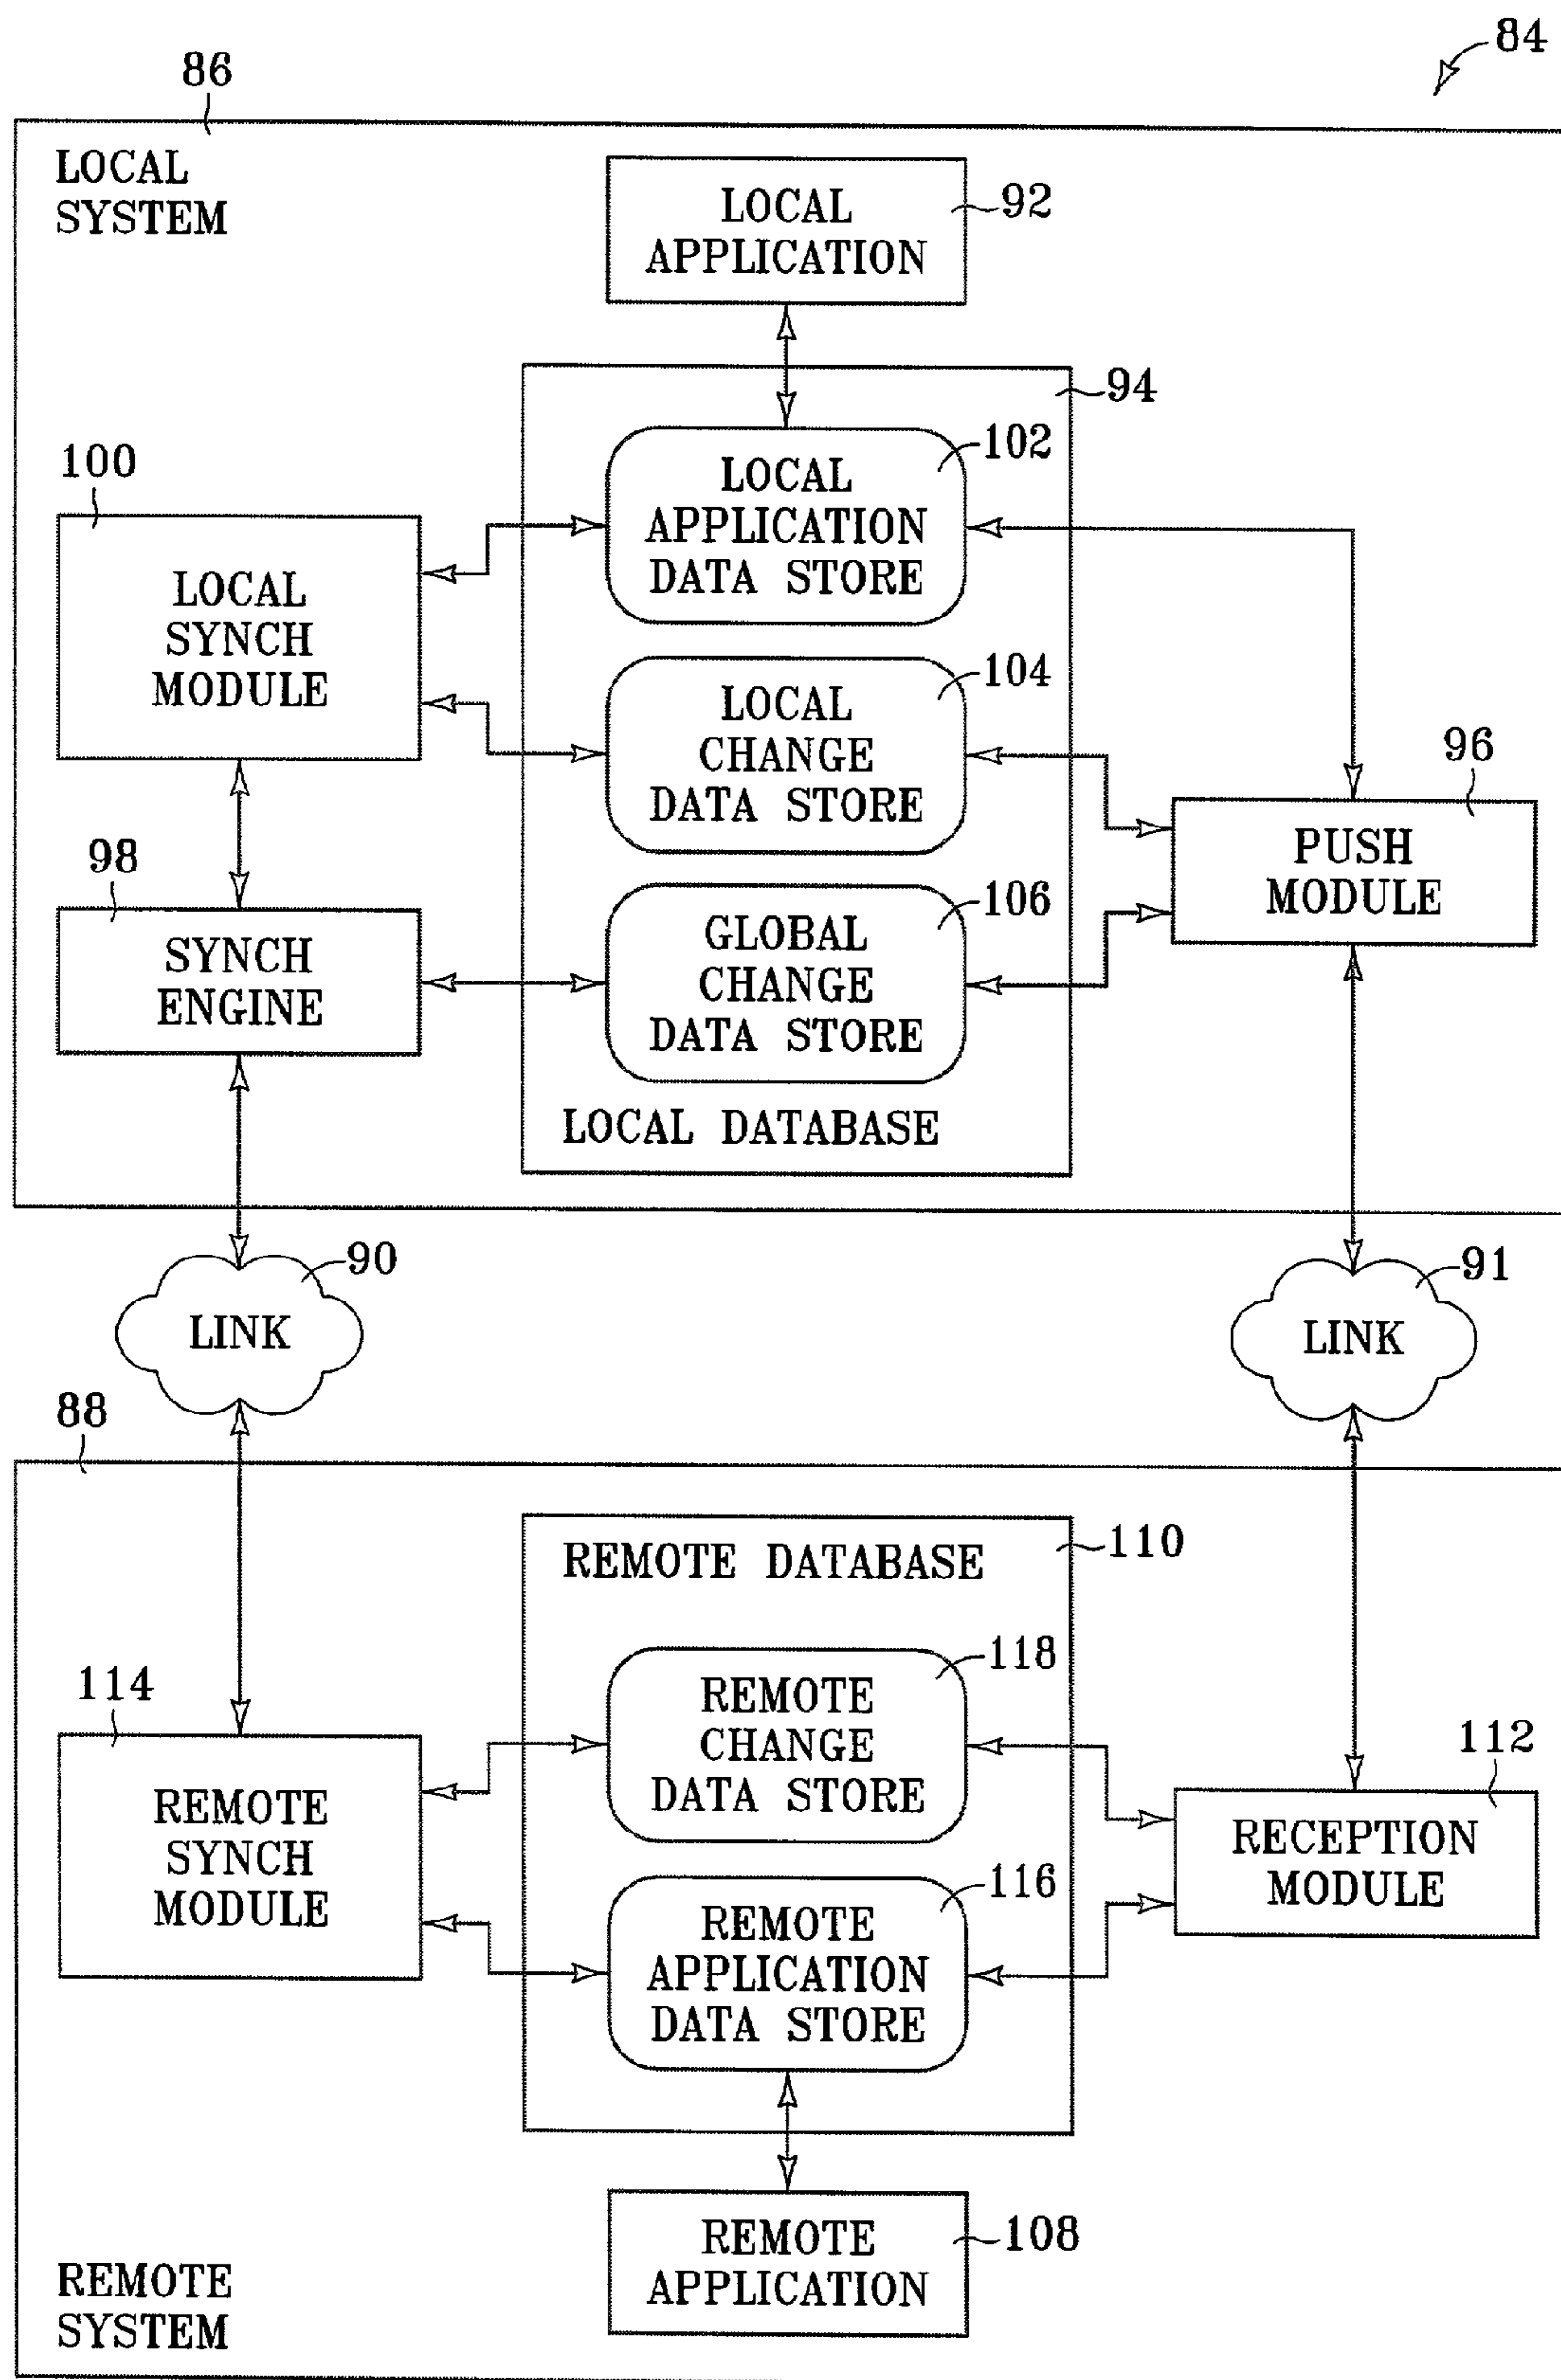 84
86
LOCAL
SYSTEM
LOCAL
APPLICATION
92
94
LOCAL
APPLICATION
DATA STORE
102
100
LOCAL
SYNCH
MODULE
LOCAL
CHANGE
DATA STORE
104
96
PUSH
MODULE
98
SYNCH
ENGINE
GLOBAL
CHANGE
DATA STORE
106
LOCAL DATABASE
90
LINK
91
LINK
88
REMOTE DATABASE
110
114
REMOTE
SYNCH
MODULE
REMOTE
CHANGE
DATA STORE
118
112
RECEPTION
MODULE
REMOTE
APPLICATION
DATA STORE
116
REMOTE
APPLICATION
108
REMOTE
SYSTEM